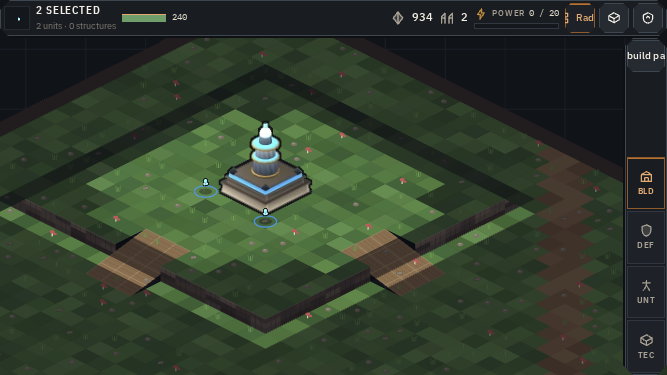 2 SELECTED
2 units · 0 structures
240
934
2
POWER 0 / 20
Rad
build pa
BLD
DEF
UNT
TEC